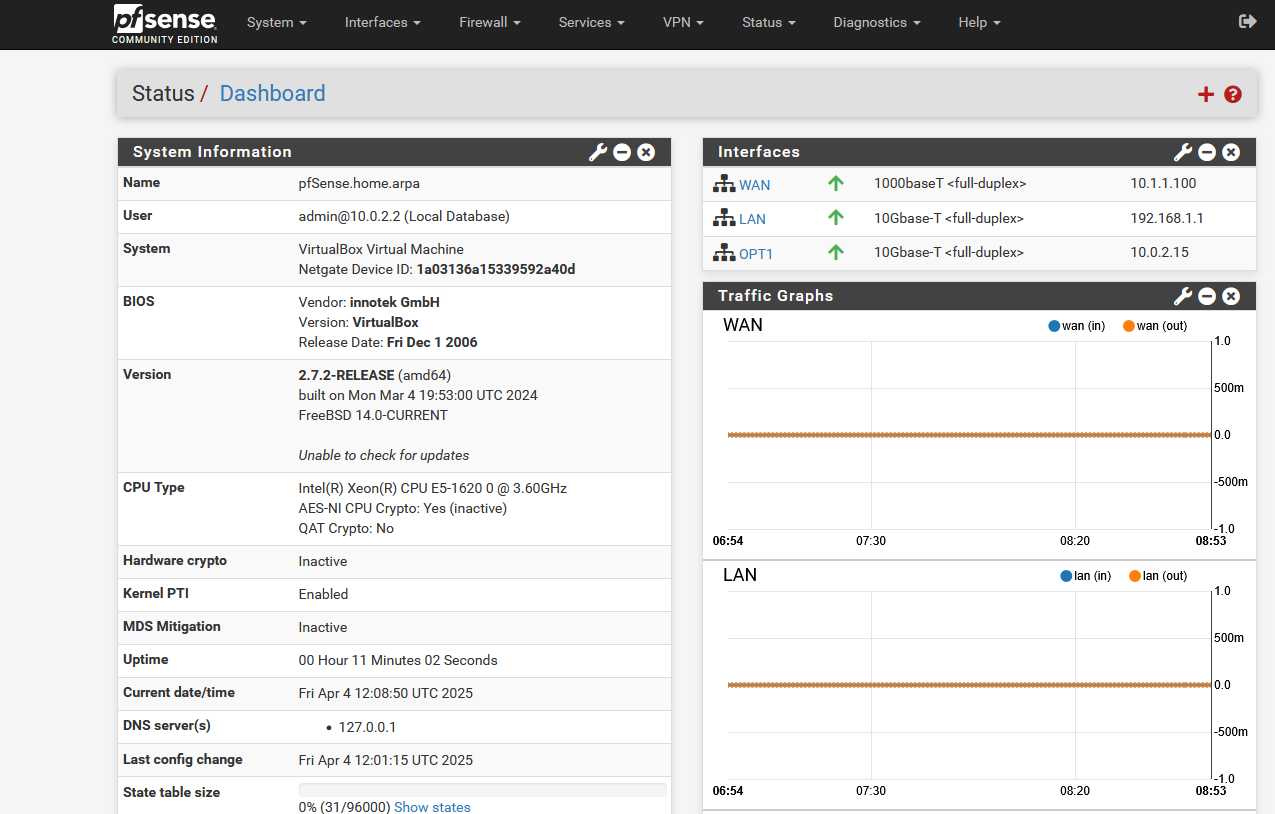 pfsense
COMMUNITY EDITION
System
Interfaces
Firewall
Services
VPN
Status
Diagnostics
Help
Status / Dashboard
System Information
Name pfSense.home.arpa
User admin@10.0.2.2 (Local Database)
System VirtualBox Virtual Machine
Netgate Device ID: 1a03136a15339592a40d
BIOS Vendor: innotek GmbH
Version: VirtualBox
Release Date: Fri Dec 1 2006
Version 2.7.2-RELEASE (amd64)
built on Mon Mar 4 19:53:00 UTC 2024
FreeBSD 14.0-CURRENT
Unable to check for updates
CPU Type Intel(R) Xeon(R) CPU E5-1620 0 @ 3.60GHz
AES-NI CPU Crypto: Yes (inactive)
QAT Crypto: No
Hardware crypto Inactive
Kernel PTI Enabled
MDS Mitigation Inactive
Uptime 00 Hour 11 Minutes 02 Seconds
Current date/time Fri Apr 4 12:08:50 UTC 2025
DNS server(s) • 127.0.0.1
Last config change Fri Apr 4 12:01:15 UTC 2025
State table size
0% (31/96000) Show states
Interfaces
WAN 1000baseT <full-duplex> 10.1.1.100
LAN 10Gbase-T <full-duplex> 192.168.1.1
OPT1 10Gbase-T <full-duplex> 10.0.2.15
Traffic Graphs
WAN wan (in) wan (out)
1.0
500m
0.0
-500m
-1.0
06:54 07:30 08:20 08:53
LAN lan (in) lan (out)
1.0
500m
0.0
-500m
-1.0
06:54 07:30 08:20 08:53